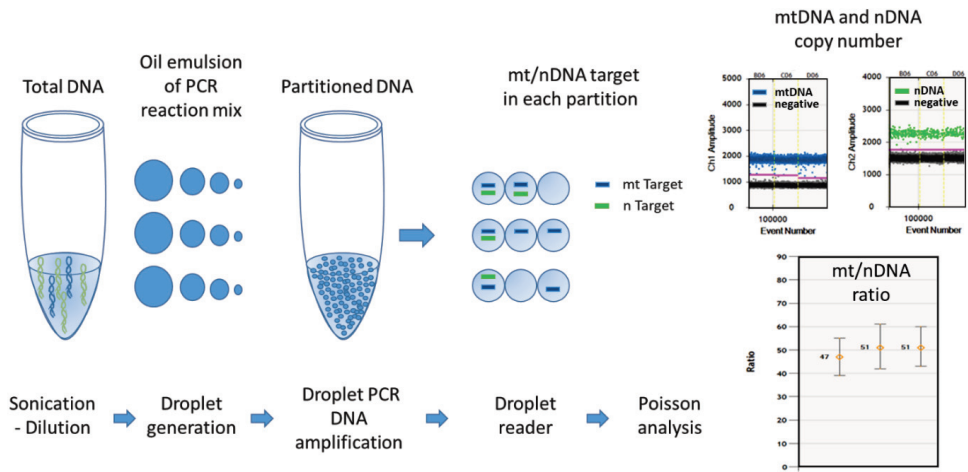 Total DNA
Oil emulsion
of PCR
reaction mix
Partitioned DNA
mt/nDNA target
in each partition
mt Target
n Target
mtDNA and nDNA
copy number
B06 C06 D06
5000
4000
3000
2000
1000
0
Ch1 Amplitude
mtDNA
negative
100000
Event Number
B06 C06 D06
4000
3000
2000
1000
0
Ch2 Amplitude
nDNA
negative
100000
Event Number
mt/nDNA
ratio
90
80
70
60
50
40
30
20
10
0
Ratio
47
51
51
Sonication
- Dilution
Droplet
generation
Droplet PCR
DNA
amplification
Droplet
reader
Poisson
analysis